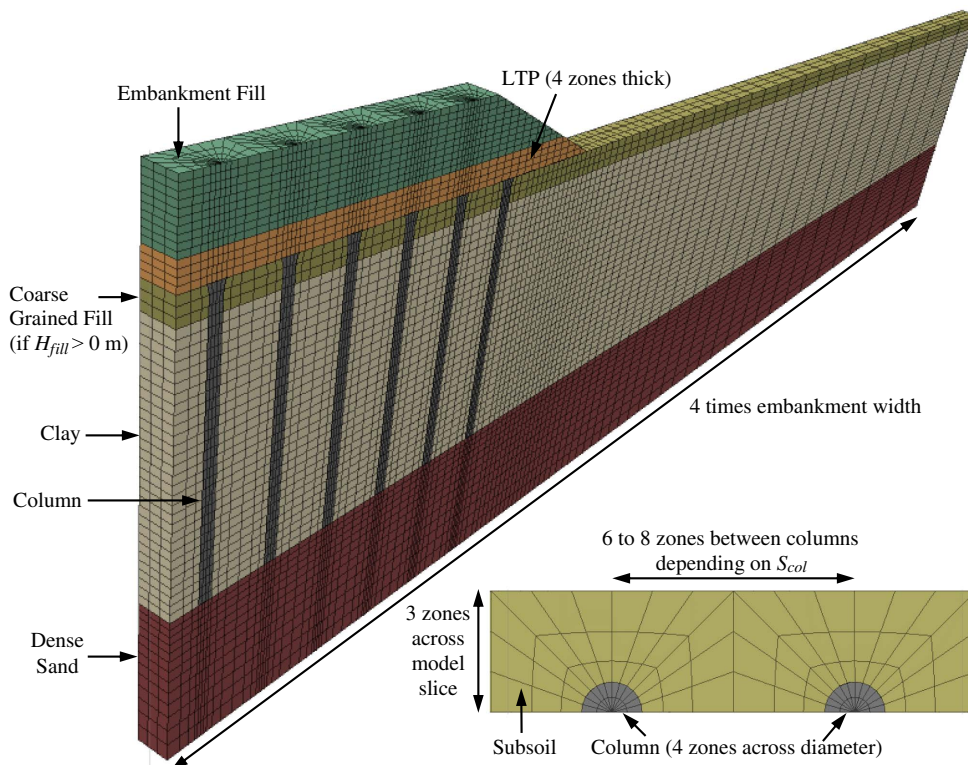 Embankment Fill
LTP (4 zones thick)
Coarse
Grained Fill
(if H_fill > 0 m)
Clay
Column
Dense
Sand
4 times embankment width
6 to 8 zones between columns
depending on S_col
3 zones
across
model
slice
Subsoil
Column (4 zones across diameter)